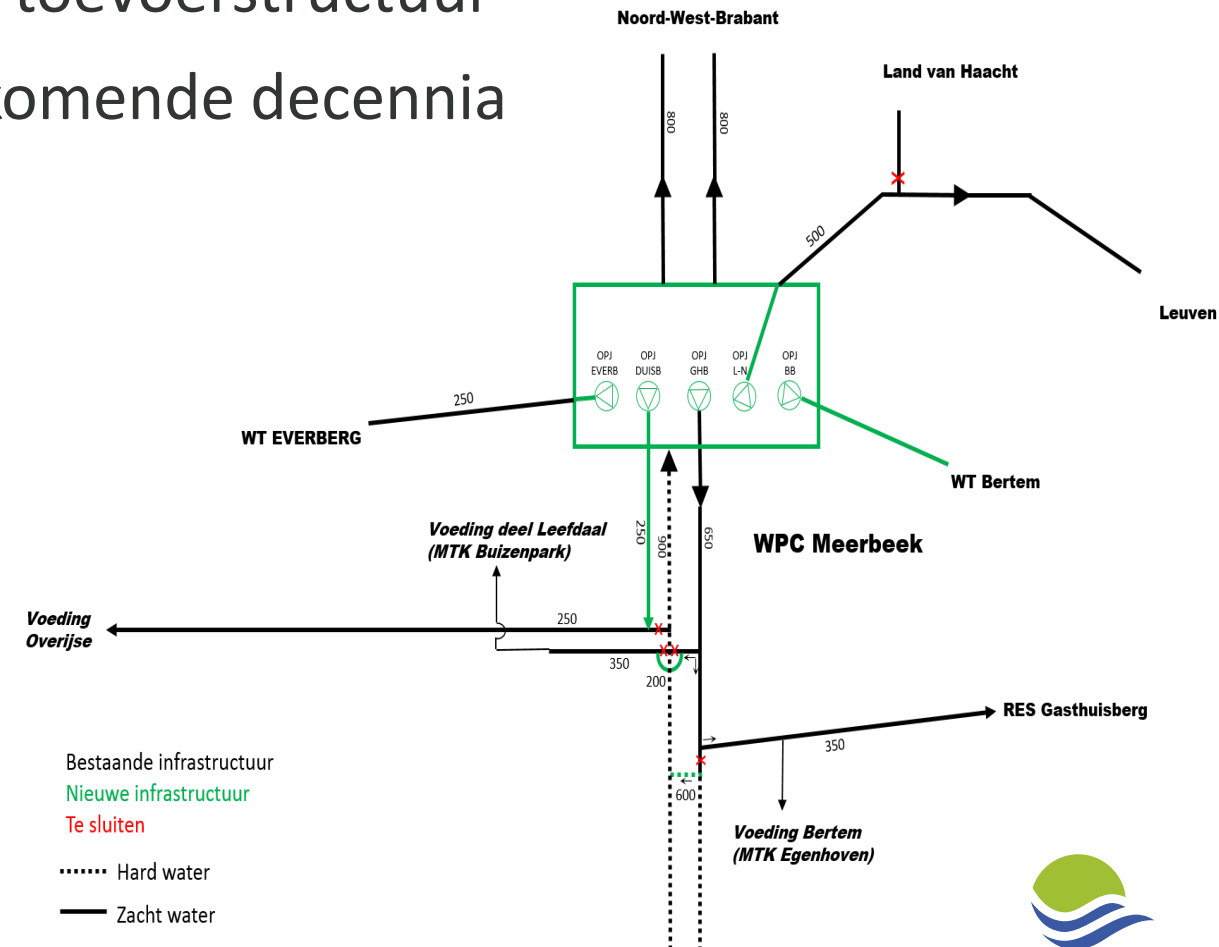 toevoerstructuur
komende decennia
Noord-West-Brabant
Land van Haacht
800
800
500
Leuven
OPJ EVERB
OPJ DUISB
OPJ GHB
OPJ L-N
OPJ BB
250
WT EVERBERG
WT Bertem
Voeding deel Leefdaal
(MTK Buizenpark)
250
900
650
WPC Meerbeek
Voeding
Overijse
250
350
200
RES Gasthuisberg
350
600
Bestaande infrastructuur
Nieuwe infrastructuur
Te sluiten
Hard water
Zacht water
Voeding Bertem
(MTK Egenhoven)